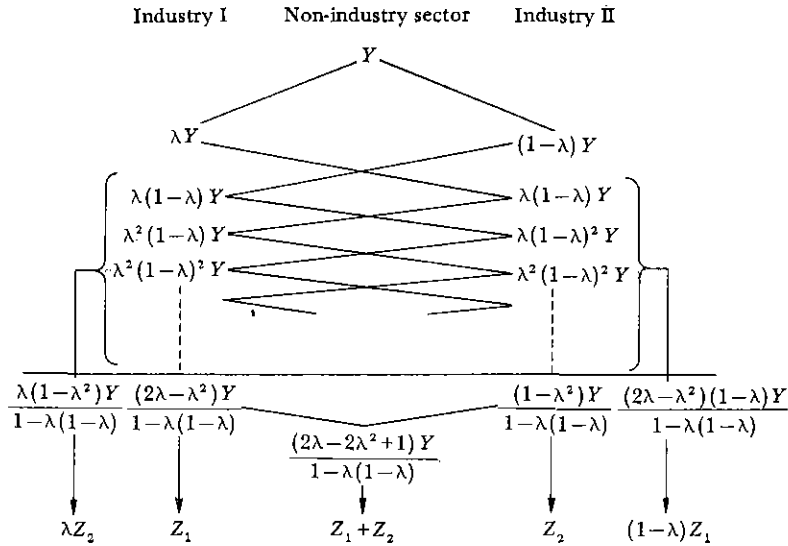 Industry I Non-industry sector Industry II
Y
λY (1−λ)Y
λ(1−λ)Y λ(1−λ)Y
λ²(1−λ)Y λ(1−λ)²Y
λ²(1−λ)²Y λ²(1−λ)²Y
λ(1−λ²)Y (2λ−λ²)Y (1−λ²)Y (2λ−λ²)(1−λ)Y
1−λ(1−λ) 1−λ(1−λ) 1−λ(1−λ) 1−λ(1−λ)
(2λ−2λ²+1)Y
1−λ(1−λ)
λZ₂ Z₁ Z₁+Z₂ Z₂ (1−λ)Z₁